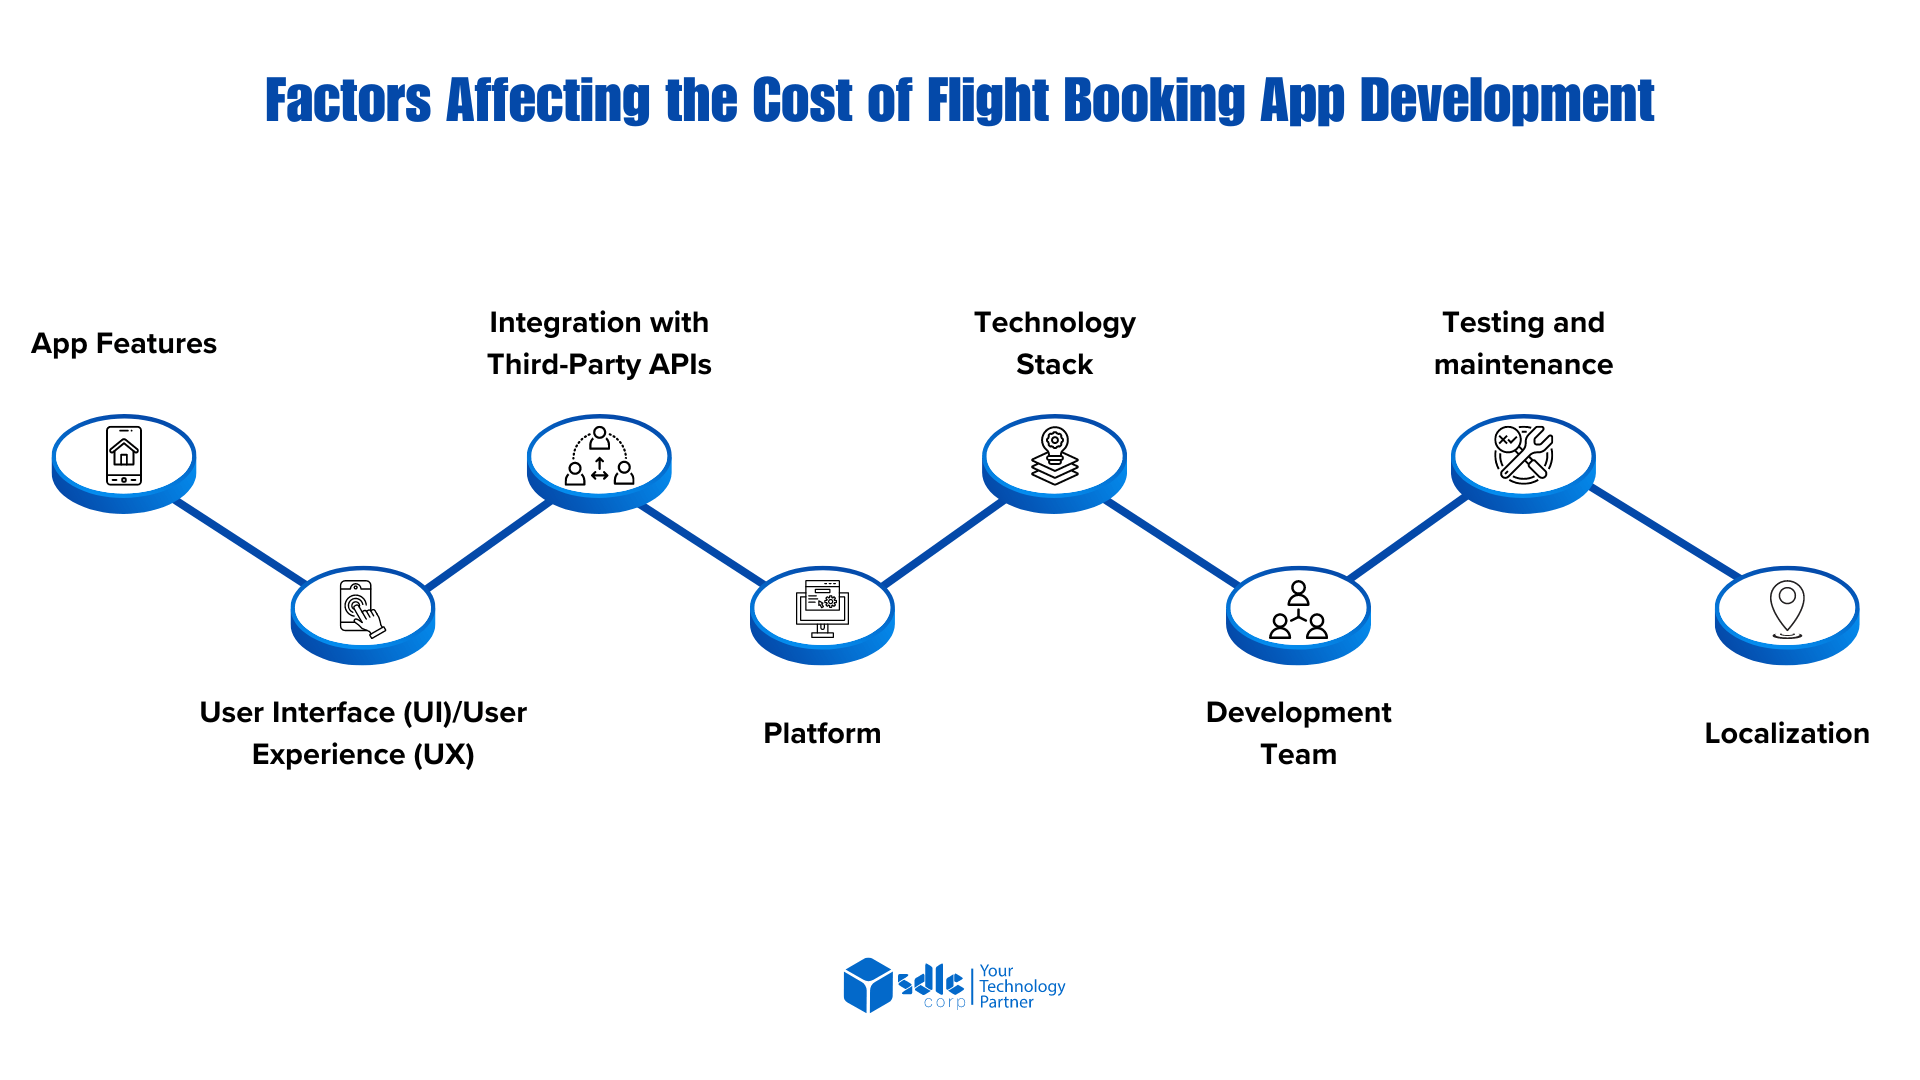 Factors Affecting the Cost of Flight Booking App Development
App Features
Integration with
Third-Party APIs
Technology
Stack
Testing and
maintenance
User Interface (UI)/User
Experience (UX)
Platform
Development
Team
Localization
sdlc
corp
Your
Technology
Partner